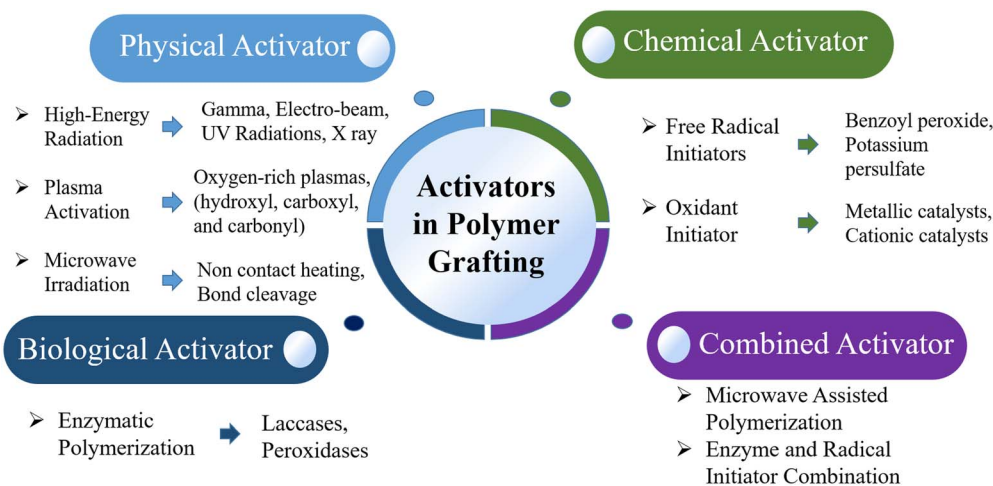 Physical Activator
➢ High-Energy
Radiation
Gamma, Electro-beam,
UV Radiations, X ray
➢ Plasma
Activation
Oxygen-rich plasmas,
(hydroxyl, carboxyl,
and carbonyl)
➢ Microwave
Irradiation
Non contact heating,
Bond cleavage
Chemical Activator
➢ Free Radical
Initiators
Benzoyl peroxide,
Potassium
persulfate
➢ Oxidant
Initiator
Metallic catalysts,
Cationic catalysts
Activators
in Polymer
Grafting
Biological Activator
➢ Enzymatic
Polymerization
Laccases,
Peroxidases
Combined Activator
➢ Microwave Assisted
Polymerization
➢ Enzyme and Radical
Initiator Combination